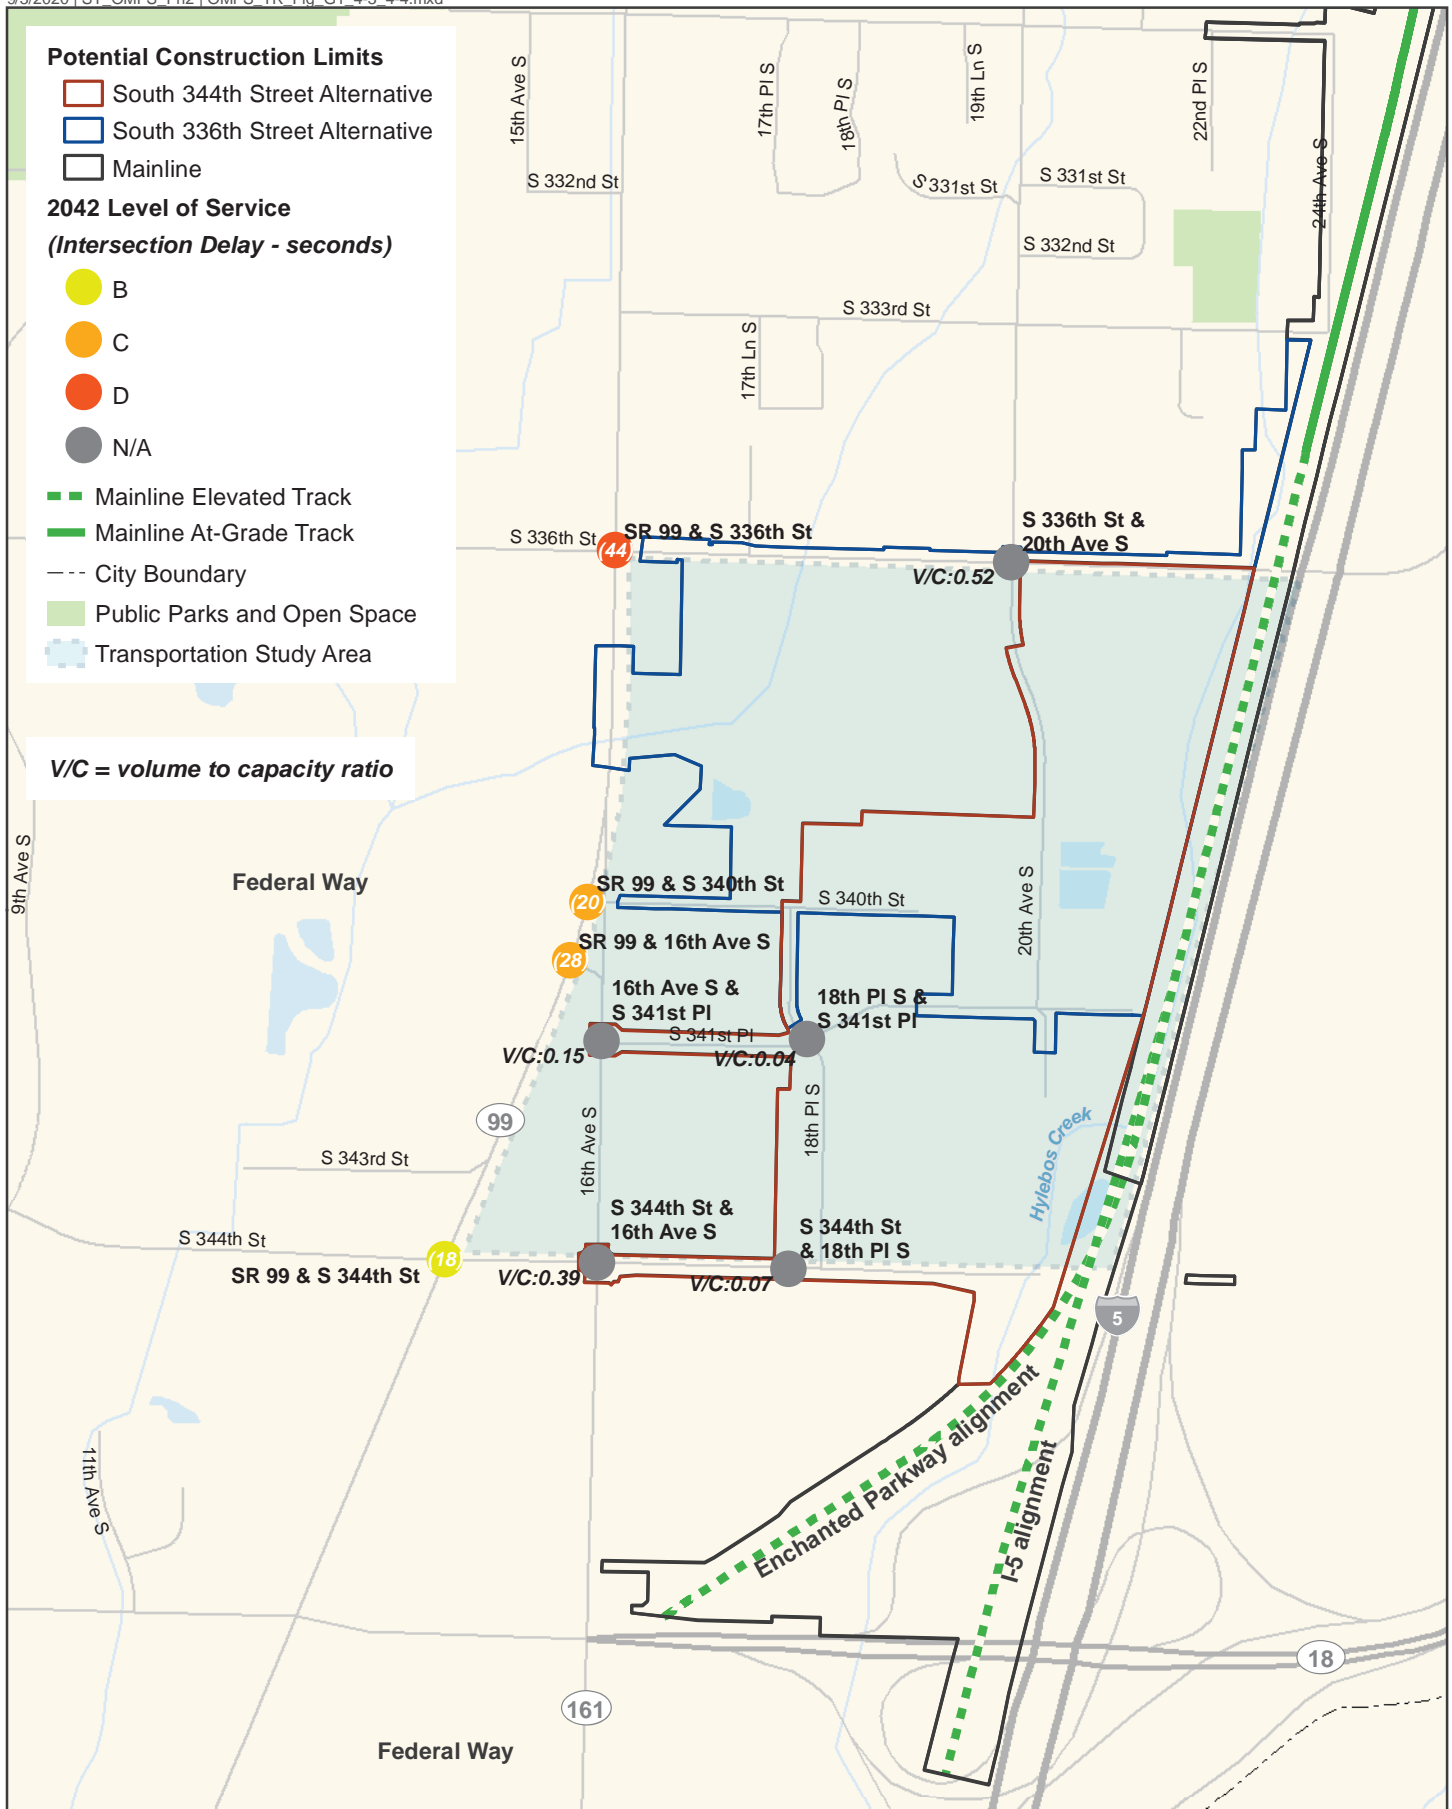 Potential Construction Limits
South 344th Street Alternative
South 336th Street Alternative
Mainline
2042 Level of Service
(Intersection Delay - seconds)
B
C
D
N/A
Mainline Elevated Track
Mainline At-Grade Track
City Boundary
Public Parks and Open Space
Transportation Study Area
V/C = volume to capacity ratio
15th Ave S
17th Pl S
18th Pl S
19th Ln S
22nd Pl S
24th Ave S
S 332nd St
S 331st St
S 331st St
S 332nd St
S 333rd St
17th Ln S
S 336th St
(44
SR 99 & S 336th St
S 336th St &
20th Ave S
V/C:0.52
9th Ave S
Federal Way
(20
SR 99 & S 340th St
S 340th St
20th Ave S
(28
SR 99 & 16th Ave S
16th Ave S &
S 341st Pl
18th Pl S &
S 341st Pl
S 341st Pl
V/C:0.15
V/C:0.04
99
16th Ave S
18th Pl S
Hylebos Creek
S 343rd St
S 344th St &
16th Ave S
S 344th St
& 18th Pl S
S 344th St
(18
SR 99 & S 344th St
V/C:0.39
V/C:0.07
5
Enchanted Parkway alignment
I-5 alignment
11th Ave S
18
161
Federal Way